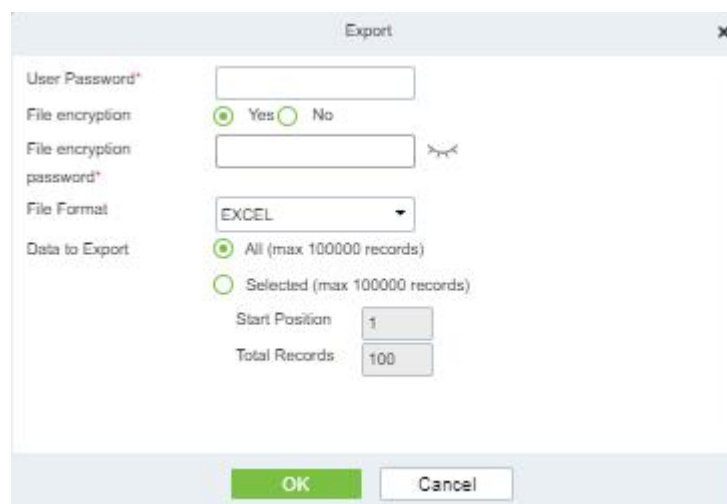 Export
User Password*
File encryption Yes No
File encryption
password*
File Format EXCEL
Data to Export All (max 100000 records)
Selected (max 100000 records)
Start Position 1
Total Records 100
OK Cancel